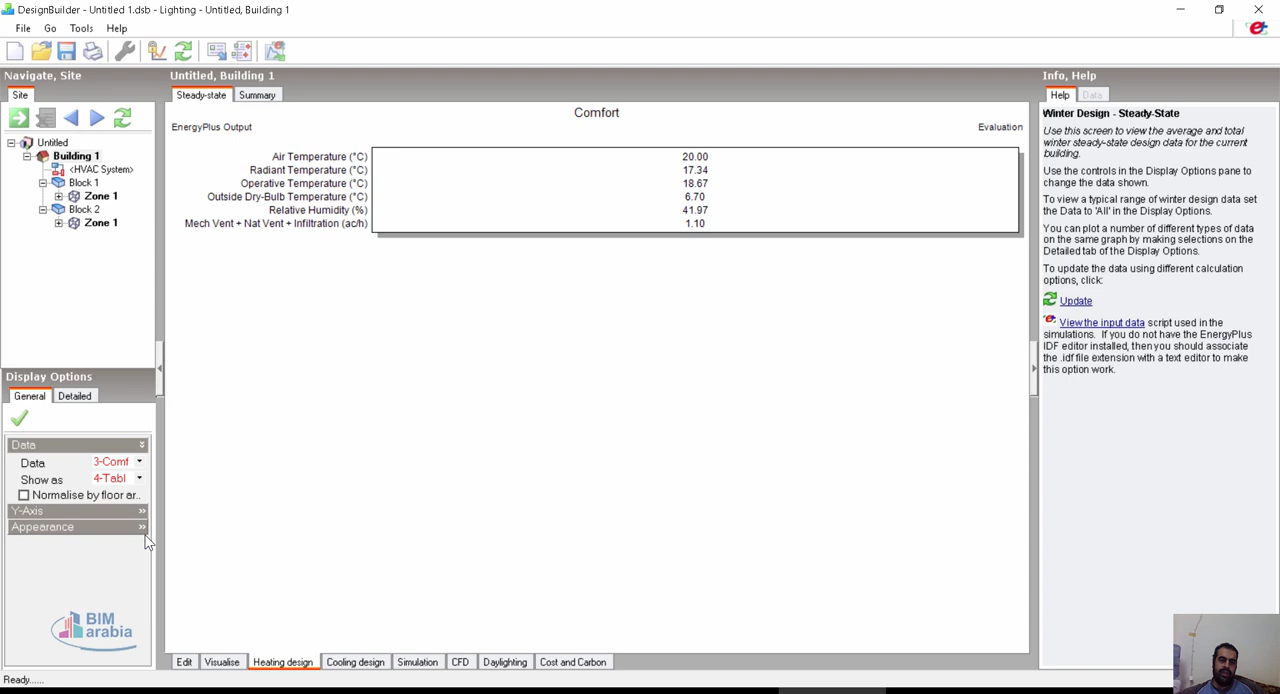 DesignBuilder - Untitled 1.dsb - Lighting - Untitled, Building 1
File Go Tools Help
Navigate, Site
Site
Untitled
Building 1
<HVAC System>
Block 1
Zone 1
Block 2
Zone 1
Display Options
General Detailed
Data
Data 3-Comf
Show as 4-Tabl
Normalise by floor ar..
Y-Axis
Appearance
BIM
arabia
Untitled, Building 1
Steady-state Summary
Comfort
EnergyPlus Output Evaluation
Air Temperature (°C) 20.00
Radiant Temperature (°C) 17.34
Operative Temperature (°C) 18.67
Outside Dry-Bulb Temperature (°C) 6.70
Relative Humidity (%) 41.97
Mech Vent + Nat Vent + Infiltration (ac/h) 1.10
Edit Visualise Heating design Cooling design Simulation CFD Daylighting Cost and Carbon
Info, Help
Help Data
Winter Design - Steady-State
Use this screen to view the average and total
winter steady-state design data for the current
building.
Use the controls in the Display Options pane to
change the data shown.
To view a typical range of winter design data set
the Data to 'All' in the Display Options.
You can plot a number of different types of data
on the same graph by making selections on the
Detailed tab of the Display Options.
To update the data using different calculation
options, click:
Update
View the input data script used in the
simulations. If you do not have the EnergyPlus
IDF editor installed, then you should associate
the .idf file extension with a text editor to make
this option work.
Ready......